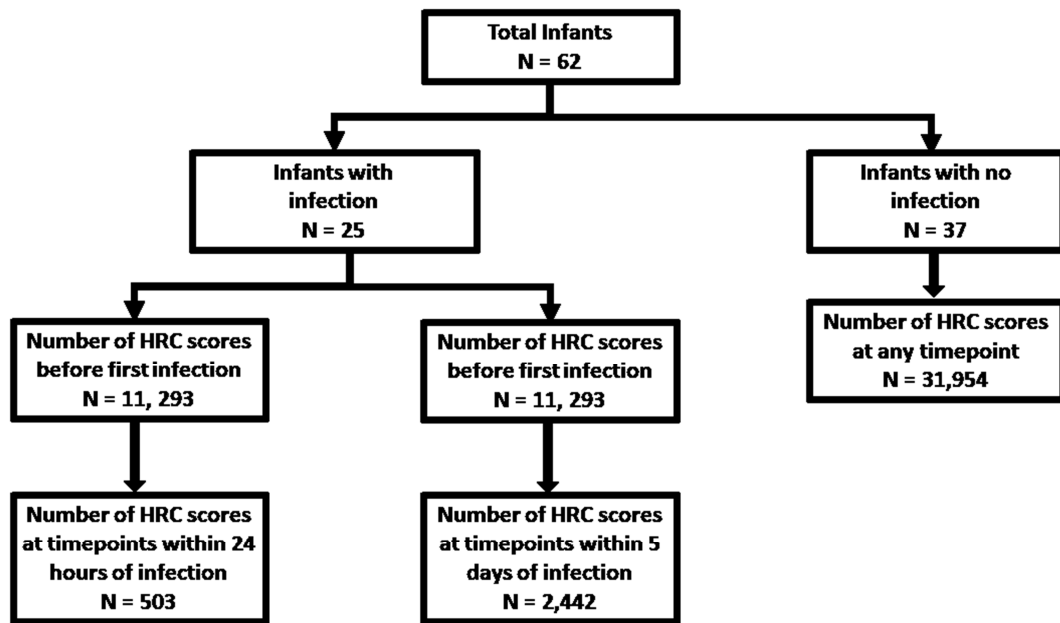 Total Infants
N = 62
Infants with
infection
N = 25
Infants with no
infection
N = 37
Number of HRC scores
before first infection
N = 11, 293
Number of HRC scores
before first infection
N = 11, 293
Number of HRC scores
at any timepoint
N = 31,954
Number of HRC scores
at timepoints within 24
hours of infection
N = 503
Number of HRC scores
at timepoints within 5
days of infection
N = 2,442